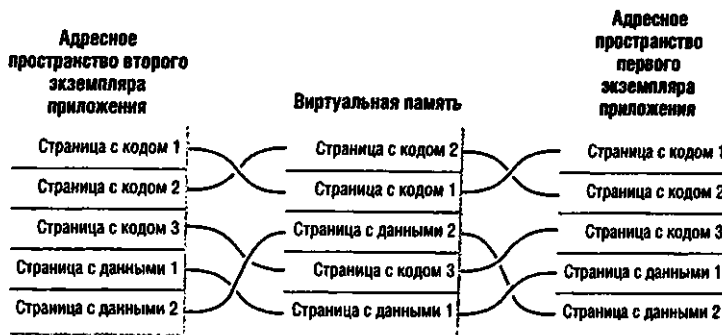 Адресное
пространство второго
экземпляра
приложения
Виртуальная память
Адресное
пространство
первого
экземпляра
приложения
Страница с кодом 1
Страница с кодом 2
Страница с кодом 3
Страница с данными 1
Страница с данными 2
Страница с кодом 2
Страница с кодом 1
Страница с данными 2
Страница с кодом 3
Страница с данными 1
Страница с кодом 1
Страница с кодом 2
Страница с кодом 3
Страница с данными 1
Страница с данными 2